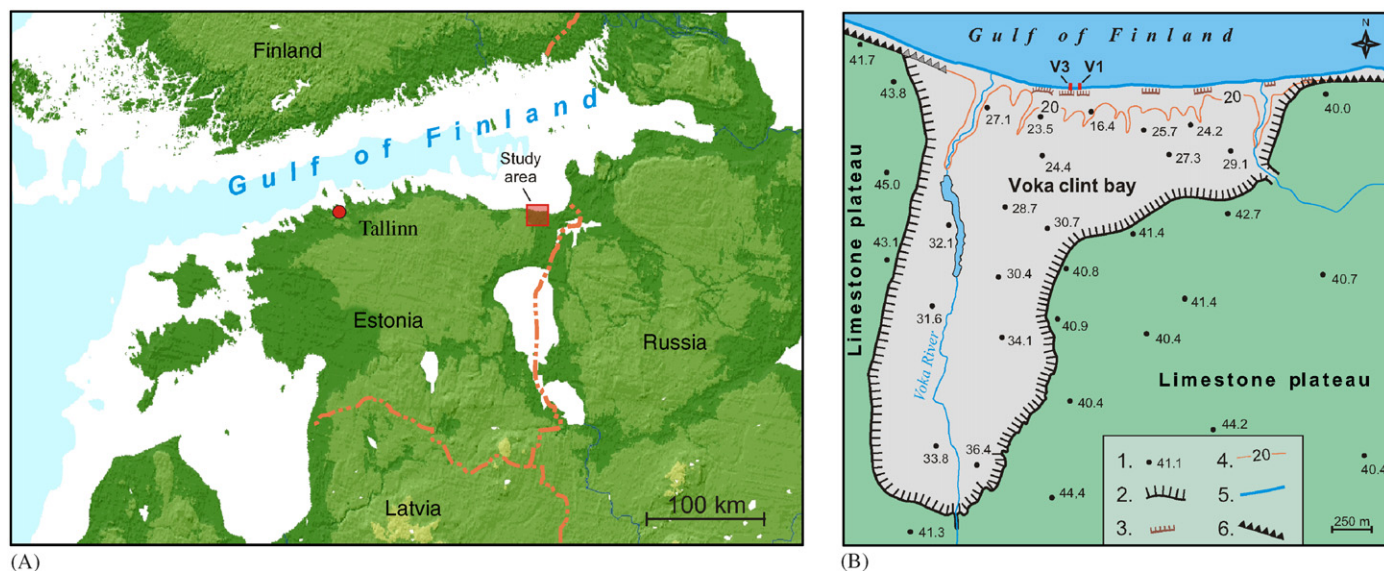 Finland
Gulf of Finland
Study
area
Tallinn
Estonia
Russia
Latvia
100 km
(A)
Gulf of Finland
N
V3 V1
41.7
43.8
40.0
20
20
27.1
23.5
16.4
25.7
24.2
24.4
27.3
29.1
45.0
Voka clint bay
28.7
42.7
32.1
30.7
41.4
43.1
40.8
30.4
40.7
Limestone plateau
31.6
41.4
40.9
34.1
40.4
Voka River
Limestone plateau
40.4
44.2
33.8
36.4
40.4
44.4
41.3
1. 41.1
2.
3.
4. 20
5.
6.
250 m
(B)